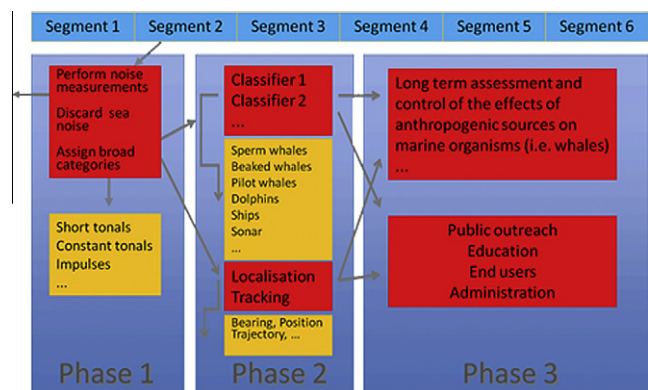 Segment 1
Segment 2
Segment 3
Segment 4
Segment 5
Segment 6
Perform noise
measurements
Discard sea
noise
Assign broad
categories
Short tonals
Constant tonals
Impulses
...
Phase 1
Classifier 1
Classifier 2
...
Sperm whales
Beaked whales
Pilot whales
Dolphins
Ships
Sonar
...
Localisation
Tracking
Bearing, Position
Trajectory, ...
Phase 2
Long term assessment and
control of the effects of
anthropogenic sources on
marine organisms (i.e. whales)
...
Public outreach
Education
End users
Administration
Phase 3